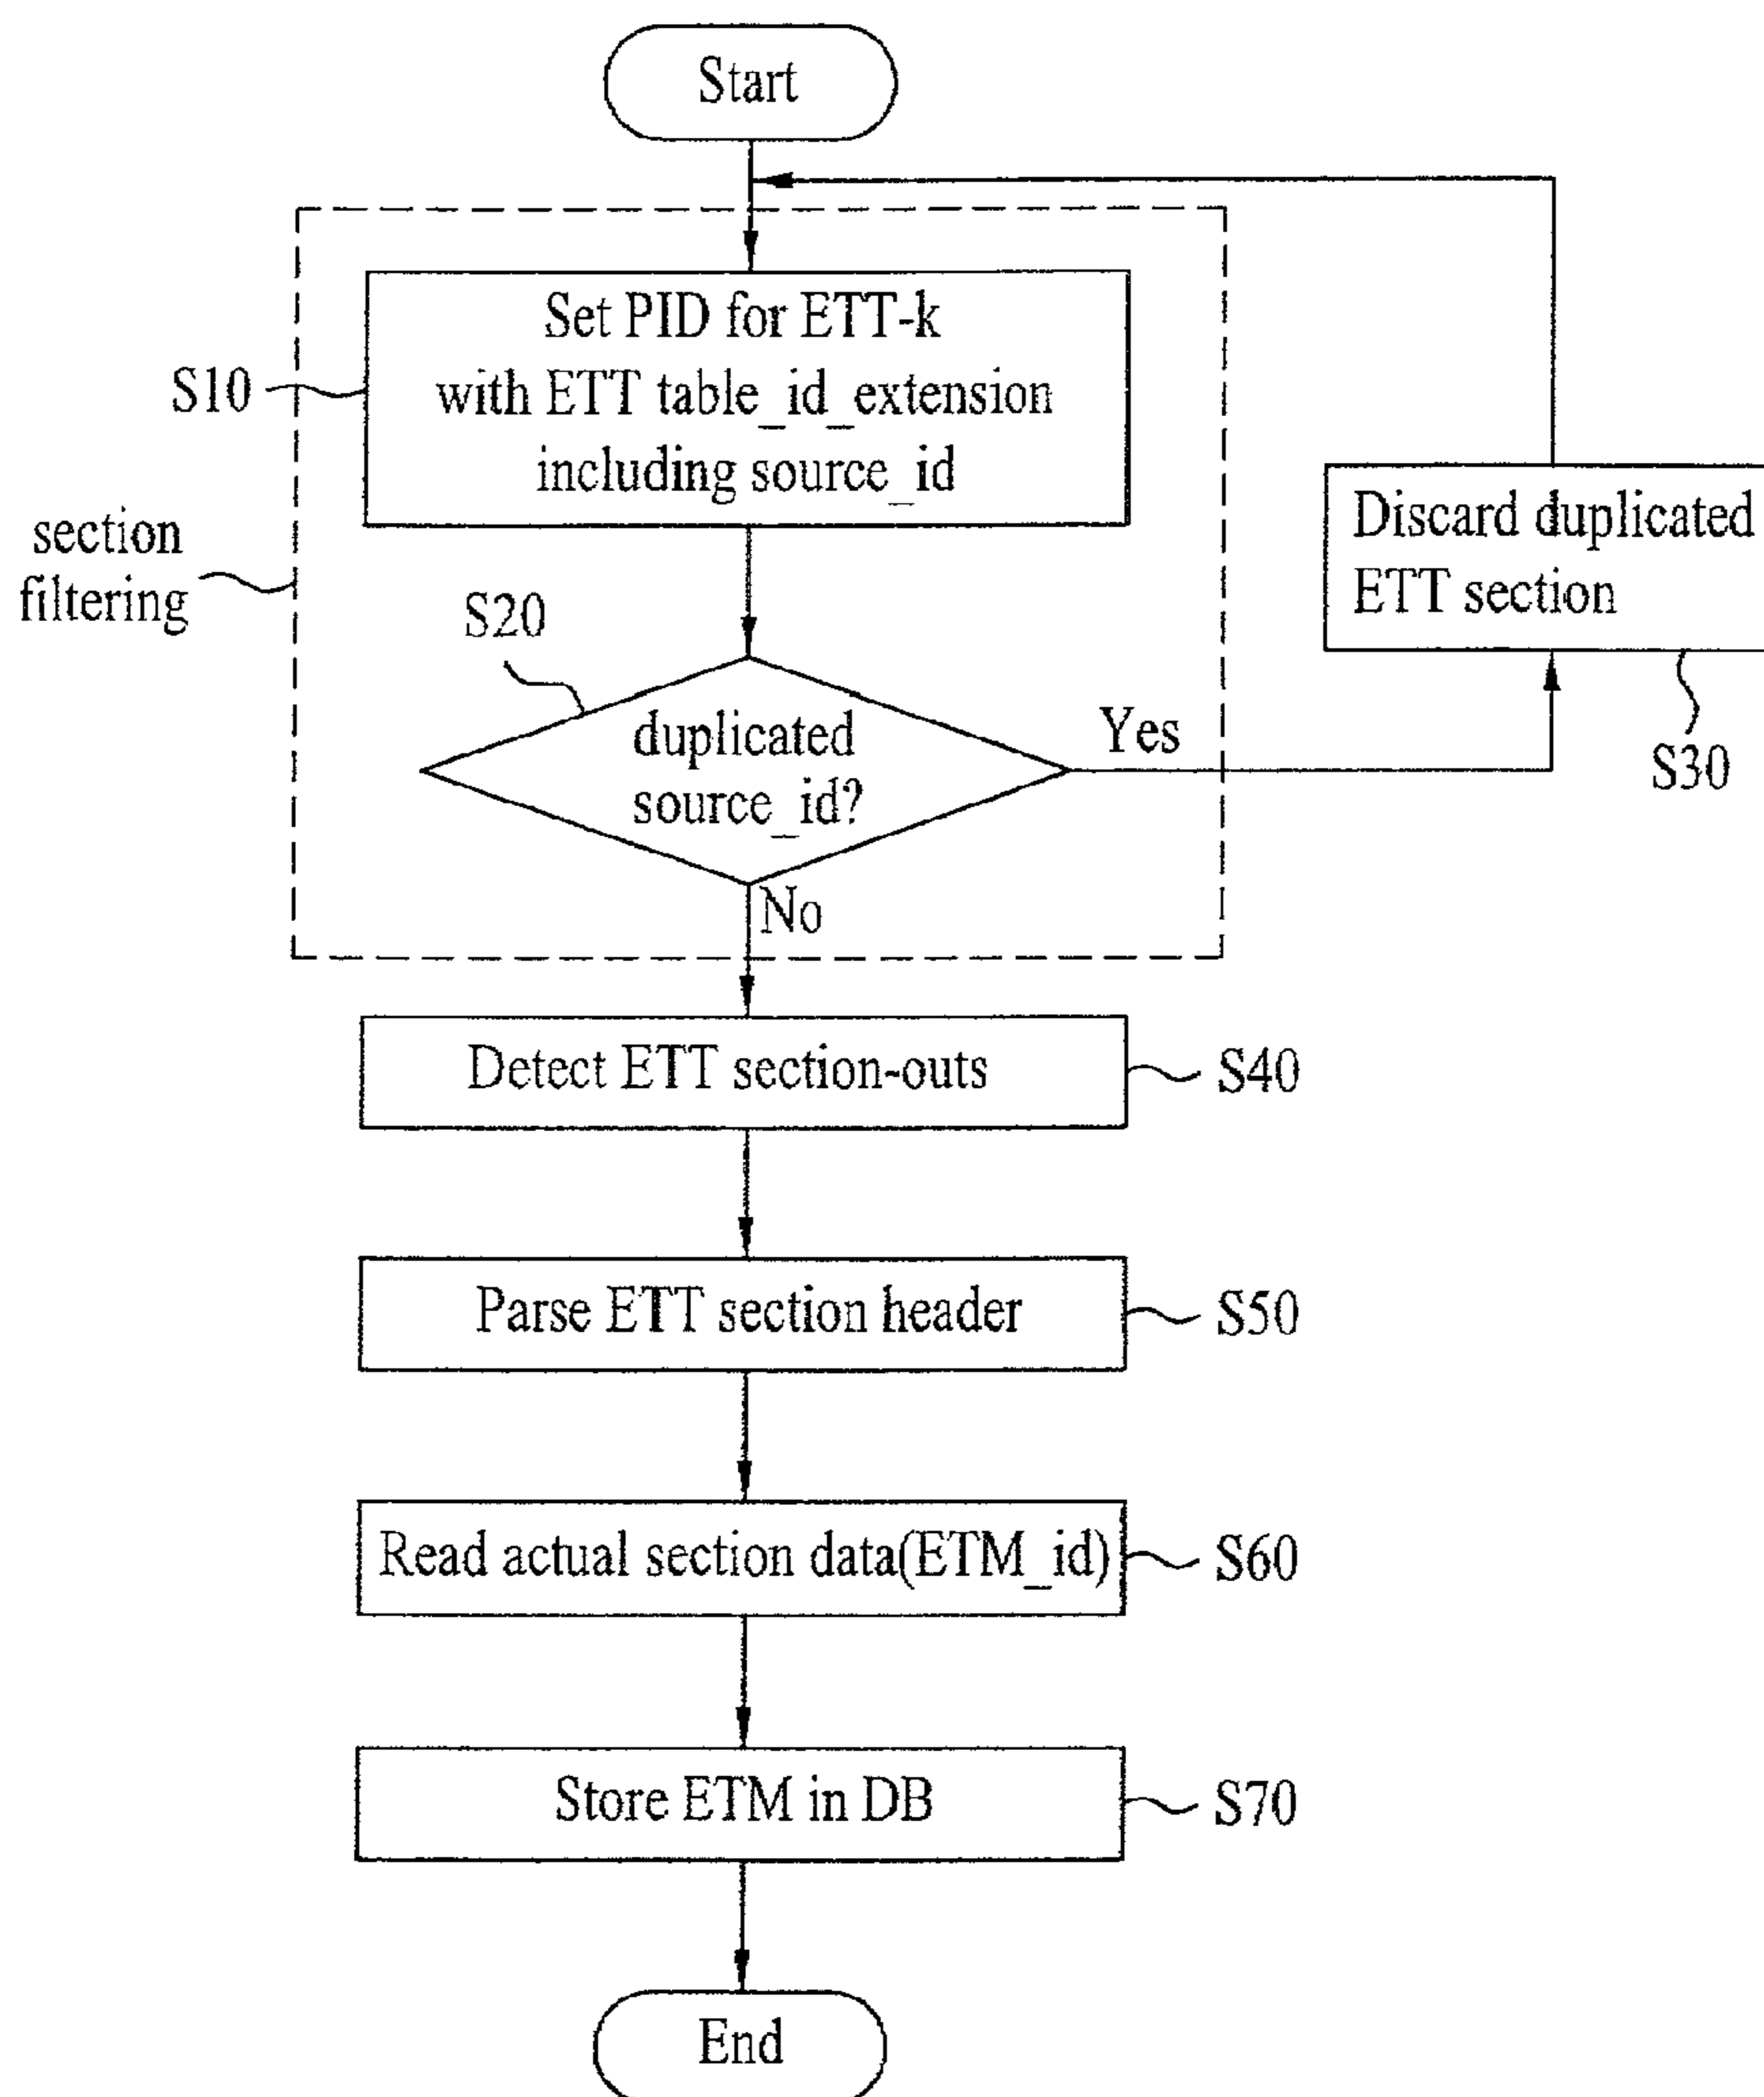 Start
Set PID for ETT-k
with ETT table_id_extension
including source_id
S10
section
filtering
Discard duplicated
ETT section
S20
duplicated
source_id?
Yes
S30
No
Detect ETT section-outs
S40
Parse ETT section header
S50
Read actual section data(ETM_id)
S60
Store ETM in DB
S70
End